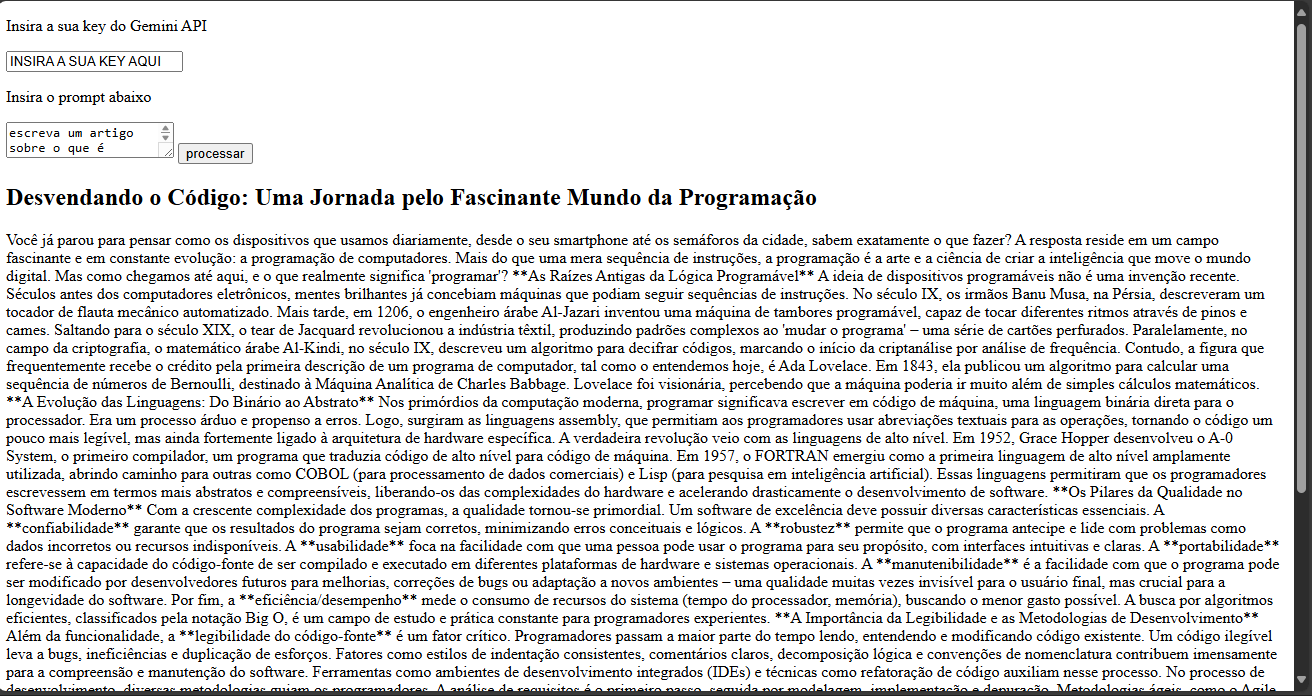 Insira a sua key do Gemini API
INSIRA A SUA KEY AQUI
Insira o prompt abaixo
escreva um artigo
sobre o que é
processar
Desvendando o Código: Uma Jornada pelo Fascinante Mundo da Programação
Você já parou para pensar como os dispositivos que usamos diariamente, desde o seu smartphone até os semáforos da cidade, sabem exatamente o que fazer? A resposta reside em um campo
fascinante e em constante evolução: a programação de computadores. Mais do que uma mera sequência de instruções, a programação é a arte e a ciência de criar a inteligência que move o mundo
digital. Mas como chegamos até aqui, e o que realmente significa 'programar'? **As Raízes Antigas da Lógica Programável** A ideia de dispositivos programáveis não é uma invenção recente.
Séculos antes dos computadores eletrônicos, mentes brilhantes já concebiam máquinas que podiam seguir sequências de instruções. No século IX, os irmãos Banu Musa, na Pérsia, descreveram um
tocador de flauta mecânico automatizado. Mais tarde, em 1206, o engenheiro árabe Al-Jazari inventou uma máquina de tambores programável, capaz de tocar diferentes ritmos através de pinos e
cames. Saltando para o século XIX, o tear de Jacquard revolucionou a indústria têxtil, produzindo padrões complexos ao 'mudar o programa' – uma série de cartões perfurados. Paralelamente, no
campo da criptografia, o matemático árabe Al-Kindi, no século IX, descreveu um algoritmo para decifrar códigos, marcando o início da criptanálise por análise de frequência. Contudo, a figura que
frequentemente recebe o crédito pela primeira descrição de um programa de computador, tal como o entendemos hoje, é Ada Lovelace. Em 1843, ela publicou um algoritmo para calcular uma
sequência de números de Bernoulli, destinado à Máquina Analítica de Charles Babbage. Lovelace foi visionária, percebendo que a máquina poderia ir muito além de simples cálculos matemáticos.
**A Evolução das Linguagens: Do Binário ao Abstrato** Nos primórdios da computação moderna, programar significava escrever em código de máquina, uma linguagem binária direta para o
processador. Era um processo árduo e propenso a erros. Logo, surgiram as linguagens assembly, que permitiam aos programadores usar abreviações textuais para as operações, tornando o código um
pouco mais legível, mas ainda fortemente ligado à arquitetura de hardware específica. A verdadeira revolução veio com as linguagens de alto nível. Em 1952, Grace Hopper desenvolveu o A-0
System, o primeiro compilador, um programa que traduzia código de alto nível para código de máquina. Em 1957, o FORTRAN emergiu como a primeira linguagem de alto nível amplamente
utilizada, abrindo caminho para outras como COBOL (para processamento de dados comerciais) e Lisp (para pesquisa em inteligência artificial). Essas linguagens permitiram que os programadores
escrevessem em termos mais abstratos e compreensíveis, liberando-os das complexidades do hardware e acelerando drasticamente o desenvolvimento de software. **Os Pilares da Qualidade no
Software Moderno** Com a crescente complexidade dos programas, a qualidade tornou-se primordial. Um software de excelência deve possuir diversas características essenciais. A
**confiabilidade** garante que os resultados do programa sejam corretos, minimizando erros conceituais e lógicos. A **robustez** permite que o programa antecipe e lide com problemas como
dados incorretos ou recursos indisponíveis. A **usabilidade** foca na facilidade com que uma pessoa pode usar o programa para seu propósito, com interfaces intuitivas e claras. A **portabilidade**
refere-se à capacidade do código-fonte de ser compilado e executado em diferentes plataformas de hardware e sistemas operacionais. A **manutenibilidade** é a facilidade com que o programa pode
ser modificado por desenvolvedores futuros para melhorias, correções de bugs ou adaptação a novos ambientes – uma qualidade muitas vezes invisível para o usuário final, mas crucial para a
longevidade do software. Por fim, a **eficiência/desempenho** mede o consumo de recursos do sistema (tempo do processador, memória), buscando o menor gasto possível. A busca por algoritmos
eficientes, classificados pela notação Big O, é um campo de estudo e prática constante para programadores experientes. **A Importância da Legibilidade e as Metodologias de Desenvolvimento**
Além da funcionalidade, a **legibilidade do código-fonte** é um fator crítico. Programadores passam a maior parte do tempo lendo, entendendo e modificando código existente. Um código ilegível
leva a bugs, ineficiências e duplicação de esforços. Fatores como estilos de indentação consistentes, comentários claros, decomposição lógica e convenções de nomenclatura contribuem imensamente
para a compreensão e manutenção do software. Ferramentas como ambientes de desenvolvimento integrados (IDEs) e técnicas como refatoração de código auxiliam nesse processo. No processo de
desenvolvimento, diversas metodologias guiam os programadores. A análise de requisitos é o primeiro passo, seguida por modelagem, implementação e depuração. Metodologias ágeis, como o Agile